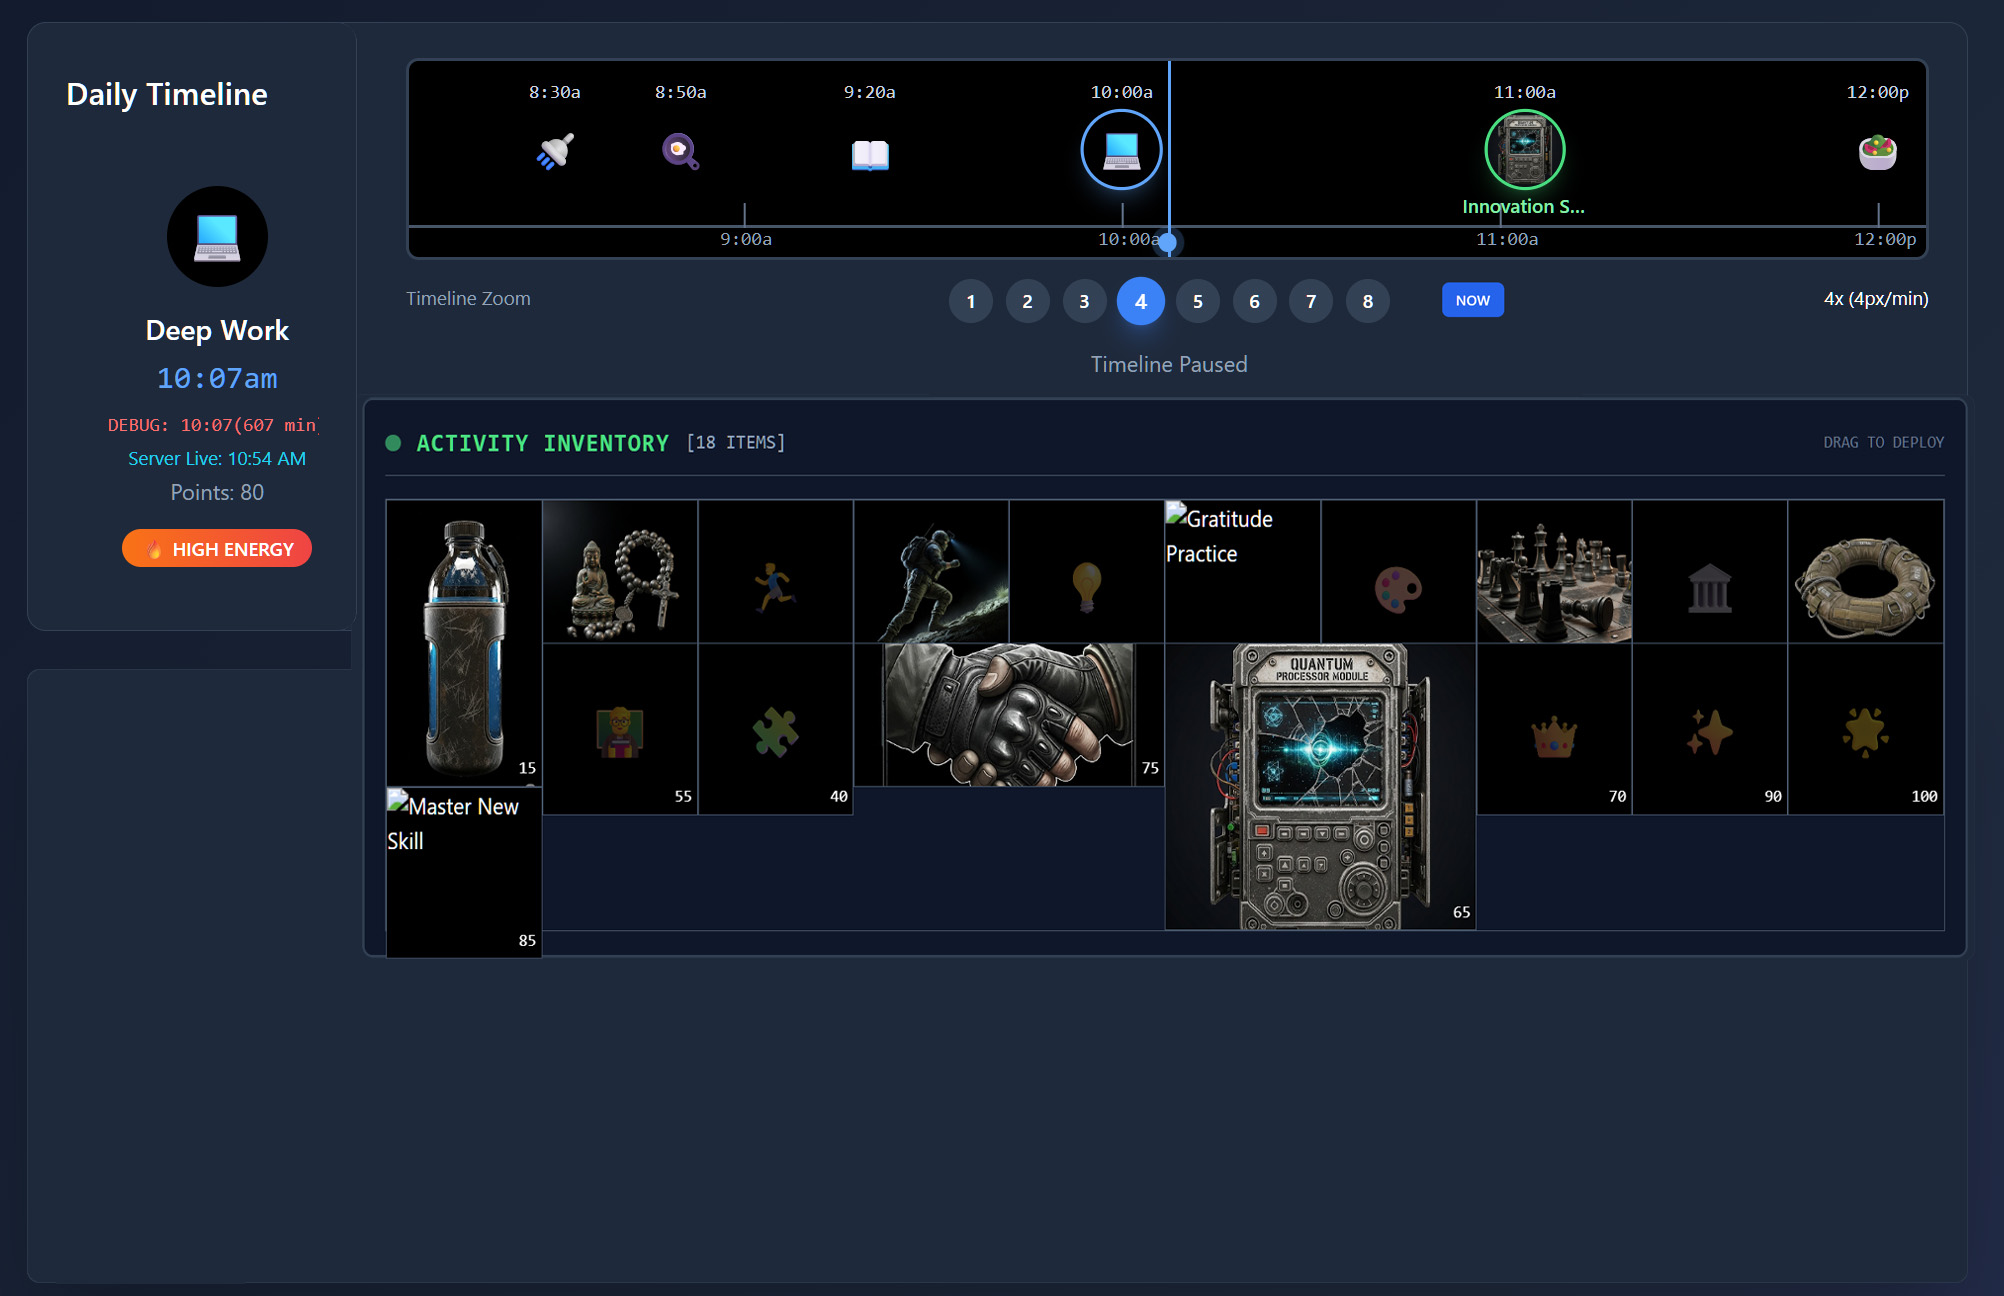 Daily Timeline
Deep Work
10:07am
DEBUG: 10:07(607 min)
Server Live: 10:54 AM
Points: 80
HIGH ENERGY
8:30a
8:50a
9:20a
10:00a
11:00a
12:00p
Innovation S...
9:00a
10:00a
11:00a
12:00p
Timeline Zoom
1
2
3
4
5
6
7
8
NOW
4x (4px/min)
Timeline Paused
ACTIVITY INVENTORY [18 ITEMS]
DRAG TO DEPLOY
Gratitude
Practice
15
55
40
75
QUANTUM
PROCESSOR MODULE
65
70
90
100
Master New
Skill
85